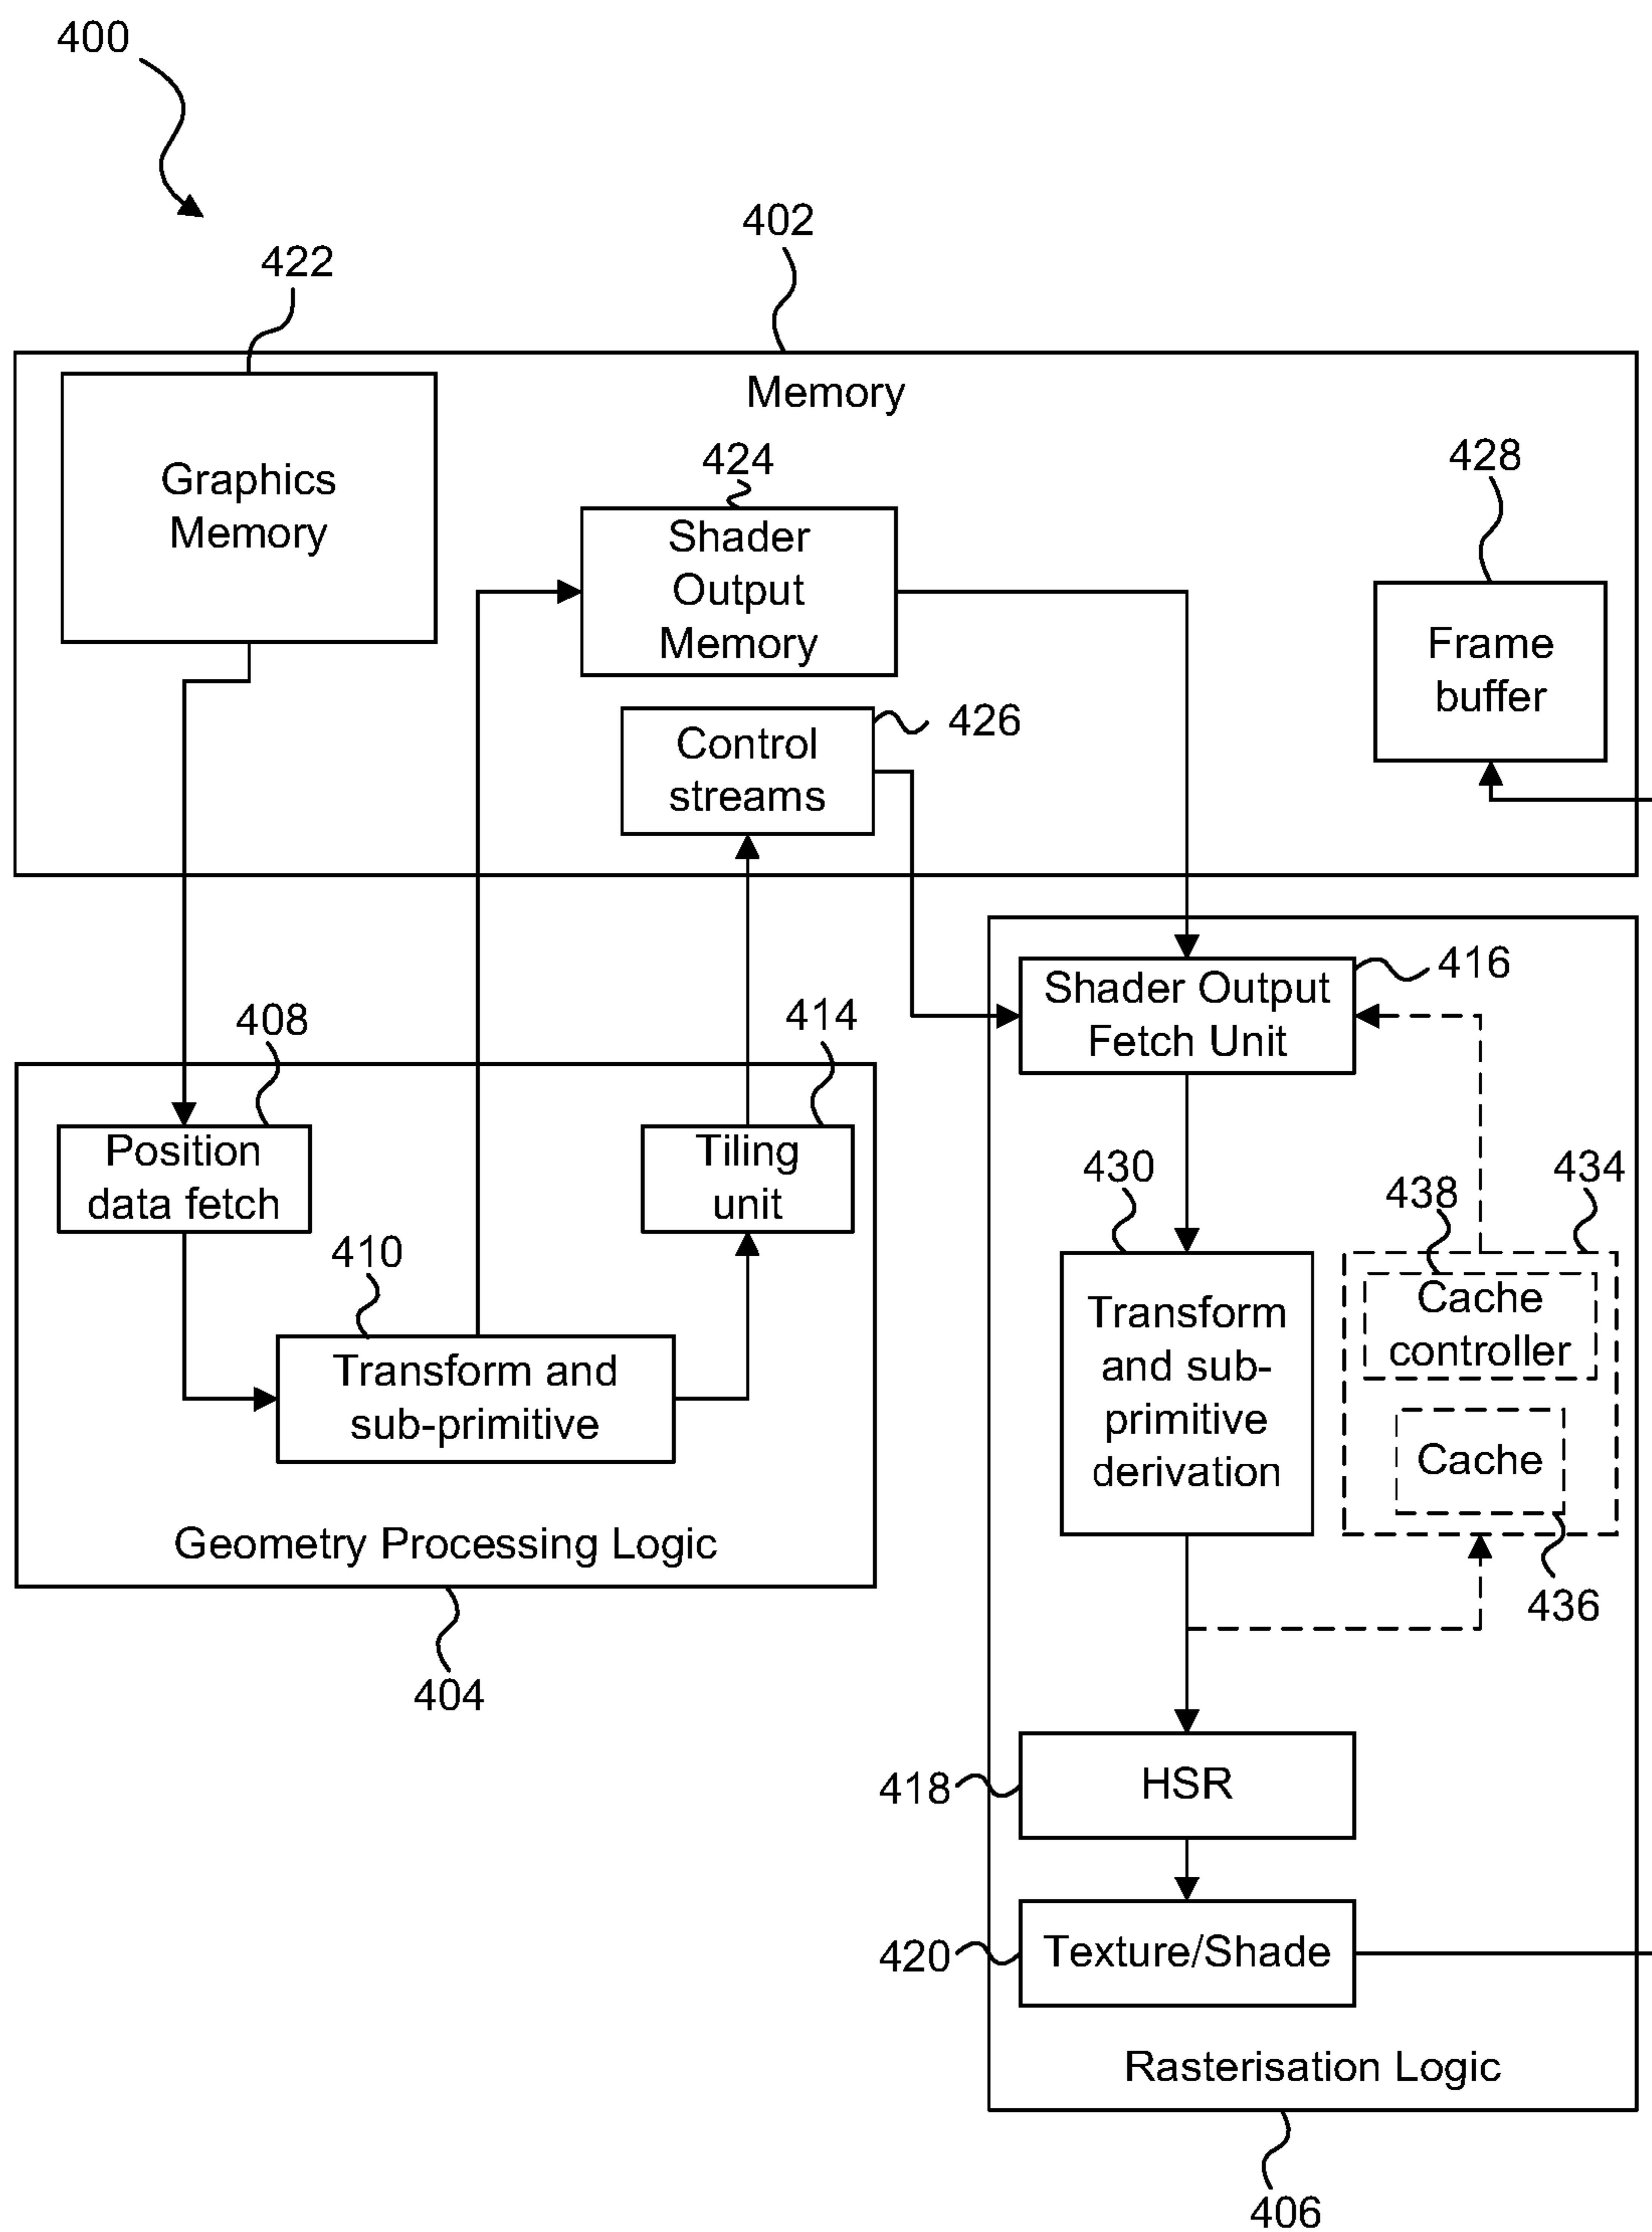 400
402
422
Memory
Graphics
Memory
424
Shader
Output
Memory
428
Frame
buffer
426
Control
streams
416
Shader Output
Fetch Unit
408
Position
data fetch
414
Tiling
unit
410
Transform and
sub-primitive
Geometry Processing Logic
404
430
Transform
and sub-
primitive
derivation
438
434
Cache
controller
Cache
436
418
HSR
420
Texture/Shade
Rasterisation Logic
406